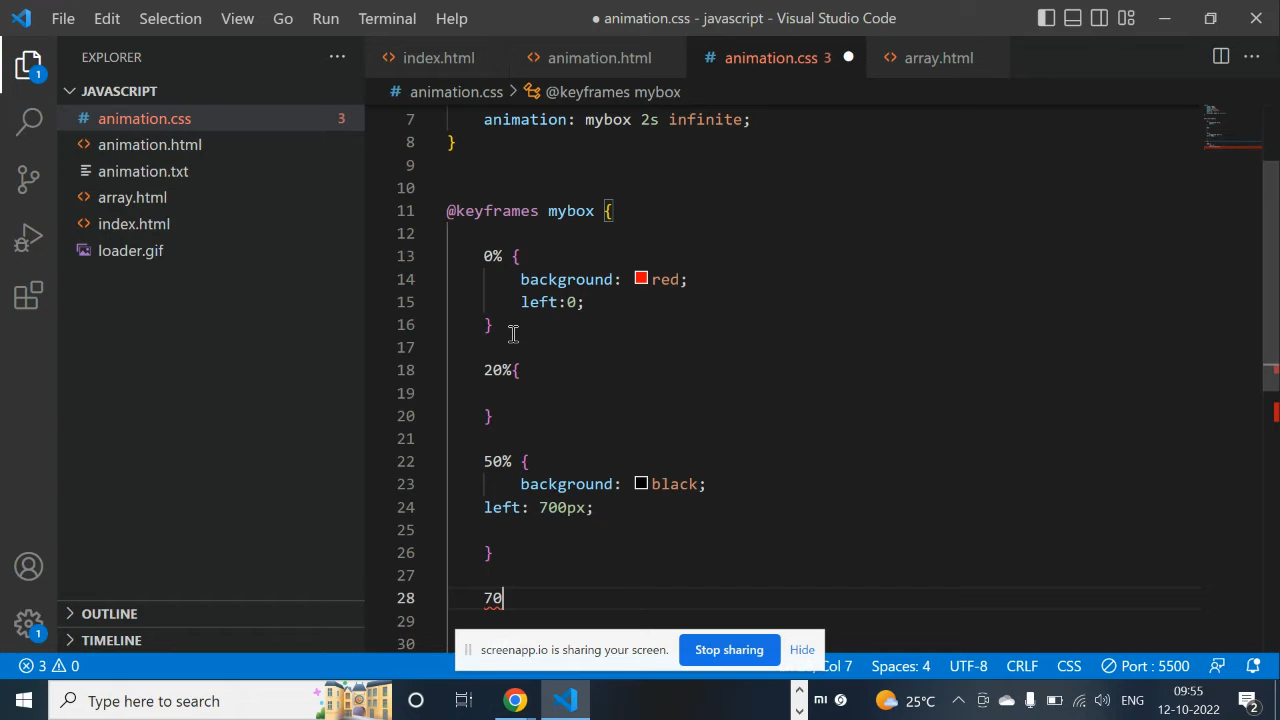 File Edit Selection View Go Run Terminal Help
● animation.css - javascript - Visual Studio Code
EXPLORER
JAVASCRIPT
# animation.css 3
<> animation.html
animation.txt
<> array.html
<> index.html
loader.gif
OUTLINE
TIMELINE
1
1
<> index.html <> animation.html # animation.css 3 ● <> array.html
# animation.css > @keyframes mybox
7 animation: mybox 2s infinite;
8 }
9
10
11 @keyframes mybox {
12
13 0% {
14 background: red;
15 left:0;
16 }
17
18 20%{
19
20 }
21
22 50% {
23 background: black;
24 left: 700px;
25
26 }
27
28 70
29
30
screenapp.io is sharing your screen. Stop sharing Hide
3 0 Col 7 Spaces: 4 UTF-8 CRLF CSS Port : 5500
Type here to search
mi 25°C ENG 09:55
12-10-2022 2